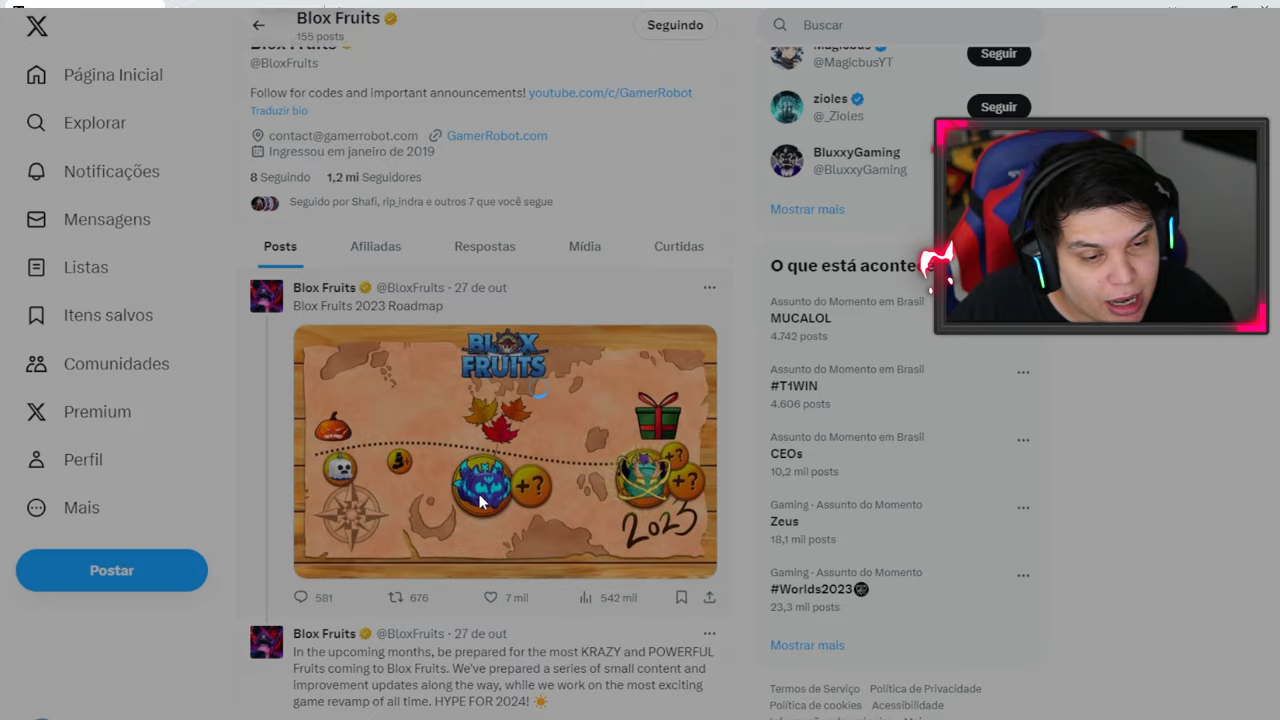 Blox Fruits
155 posts
Seguindo
Página Inicial
Explorar
Notificações
Mensagens
Listas
Itens salvos
Comunidades
Premium
Perfil
Mais
Postar
Blox Fruits
@BloxFruits
Follow for codes and important announcements! youtube.com/c/GamerRobot
Traduzir bio
contact@gamerrobot.com GamerRobot.com
Ingressou em janeiro de 2019
8 Seguindo 1,2 mi Seguidores
Seguido por Shafi, rip_indra e outros 7 que você segue
Posts Afiliadas Respostas Mídia Curtidas
Blox Fruits @BloxFruits · 27 de out
Blox Fruits 2023 Roadmap
BLOX
FRUITS
+?
+?
+?
2023
581 676 7 mil 542 mil
Blox Fruits @BloxFruits · 27 de out
In the upcoming months, be prepared for the most KRAZY and POWERFUL
Fruits coming to Blox Fruits. We've prepared a series of small content and
improvement updates along the way, while we work on the most exciting
game revamp of all time. HYPE FOR 2024!
Buscar
Magicbus
@MagicbusYT
Seguir
zioles
@_Zioles
Seguir
BluxxyGaming
@BluxxyGaming
Mostrar mais
O que está
Assunto do Momento em Brasil
MUCALOL
4.742 posts
Assunto do Momento em Brasil
#T1WIN
4.606 posts
Assunto do Momento em Brasil
CEOs
10,2 mil posts
Gaming · Assunto do Momento
Zeus
18,1 mil posts
Gaming · Assunto do Momento
#Worlds2023
23,3 mil posts
Mostrar mais
Termos de Serviço Política de Privacidade
Política de cookies Acessibilidade